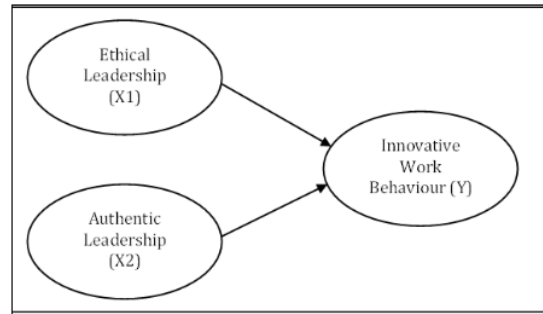 Ethical
Leadership
(X1)
Innovative
Work
Behaviour (Y)
Authentic
Leadership
(X2)